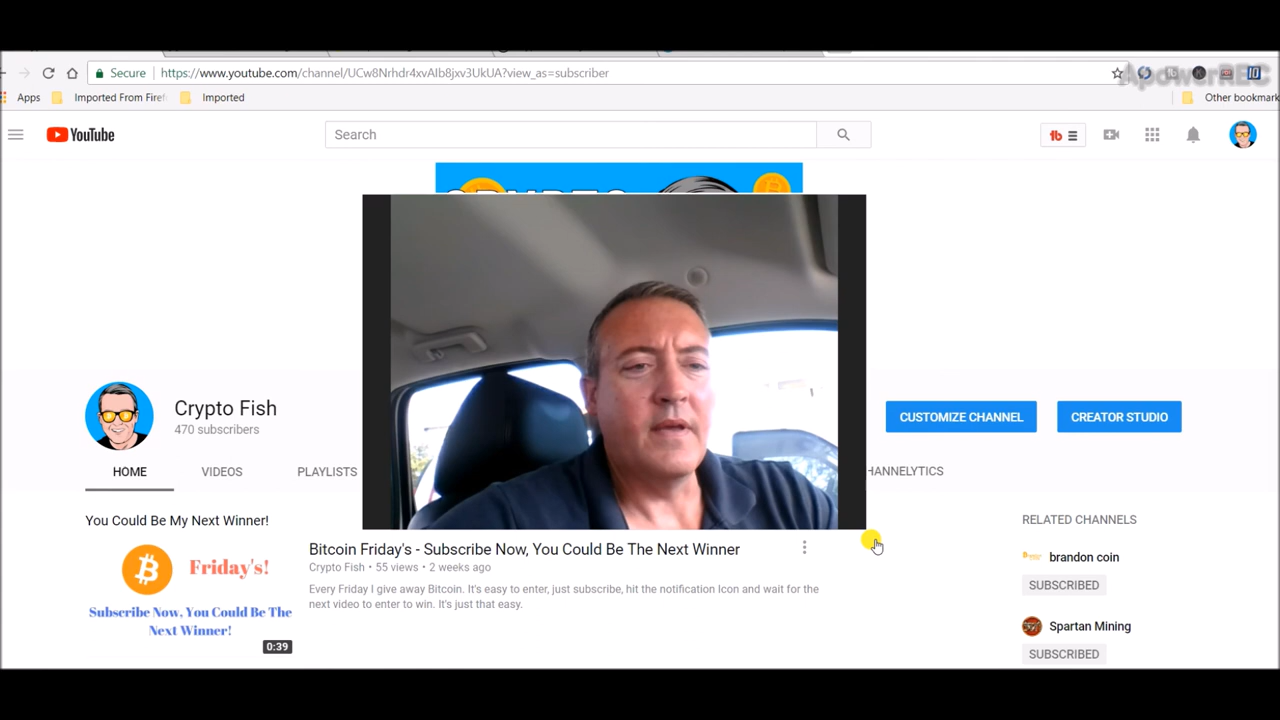 Secure
https://www.youtube.com/channel/UCw8Nrhdr4xvAIb8jxv3UkUA?view_as=subscriber
ApowerREC
Apps
Imported From Firef
Imported
Other bookmark
YouTube
Search
Crypto Fish
470 subscribers
CUSTOMIZE CHANNEL
CREATOR STUDIO
HOME
VIDEOS
PLAYLISTS
HANNELYTICS
You Could Be My Next Winner!
RELATED CHANNELS
Friday's!
Subscribe Now, You Could Be The
Next Winner!
0:39
Bitcoin Friday's - Subscribe Now, You Could Be The Next Winner
Crypto Fish • 55 views • 2 weeks ago
Every Friday I give away Bitcoin. It's easy to enter, just subscribe, hit the notification Icon and wait for the
next video to enter to win. It's just that easy.
brandon coin
SUBSCRIBED
Spartan Mining
SUBSCRIBED